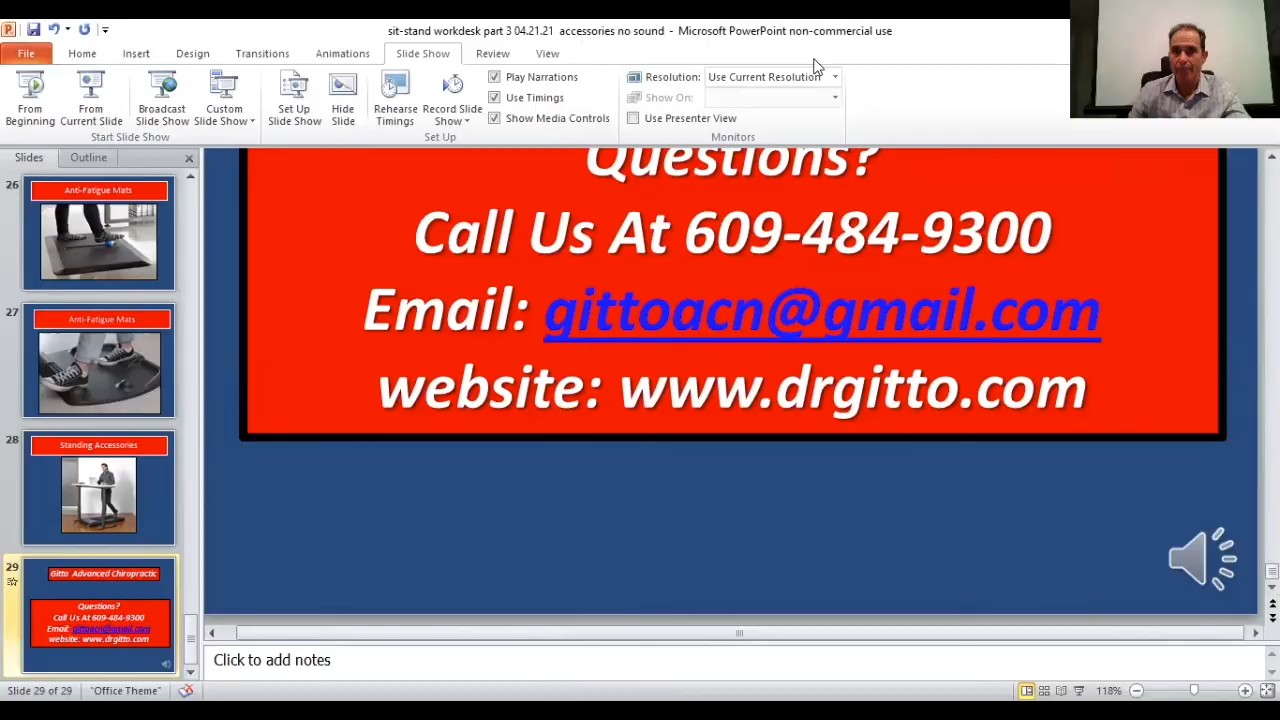 sit-stand workdesk part 3 04.21.21 accessories no sound - Microsoft PowerPoint non-commercial use
File Home Insert Design Transitions Animations Slide Show Review View
From Beginning
From Current Slide
Broadcast Slide Show
Custom Slide Show
Set Up Slide Show
Hide Slide
Rehearse Timings
Record Slide Show
Play Narrations
Use Timings
Show Media Controls
Resolution: Use Current Resolution
Show On:
Use Presenter View
Start Slide Show
Set Up
Monitors
Slides Outline
26
Anti-Fatigue Mats
27
Anti-Fatigue Mats
28
Standing Accessories
29
Gitto Advanced Chiropractic
Questions?
Call Us At 609-484-9300
Email: gittoacn@gmail.com
website: www.drgitto.com
Questions?
Call Us At 609-484-9300
Email: gittoacn@gmail.com
website: www.drgitto.com
Click to add notes
Slide 29 of 29 "Office Theme" 118%